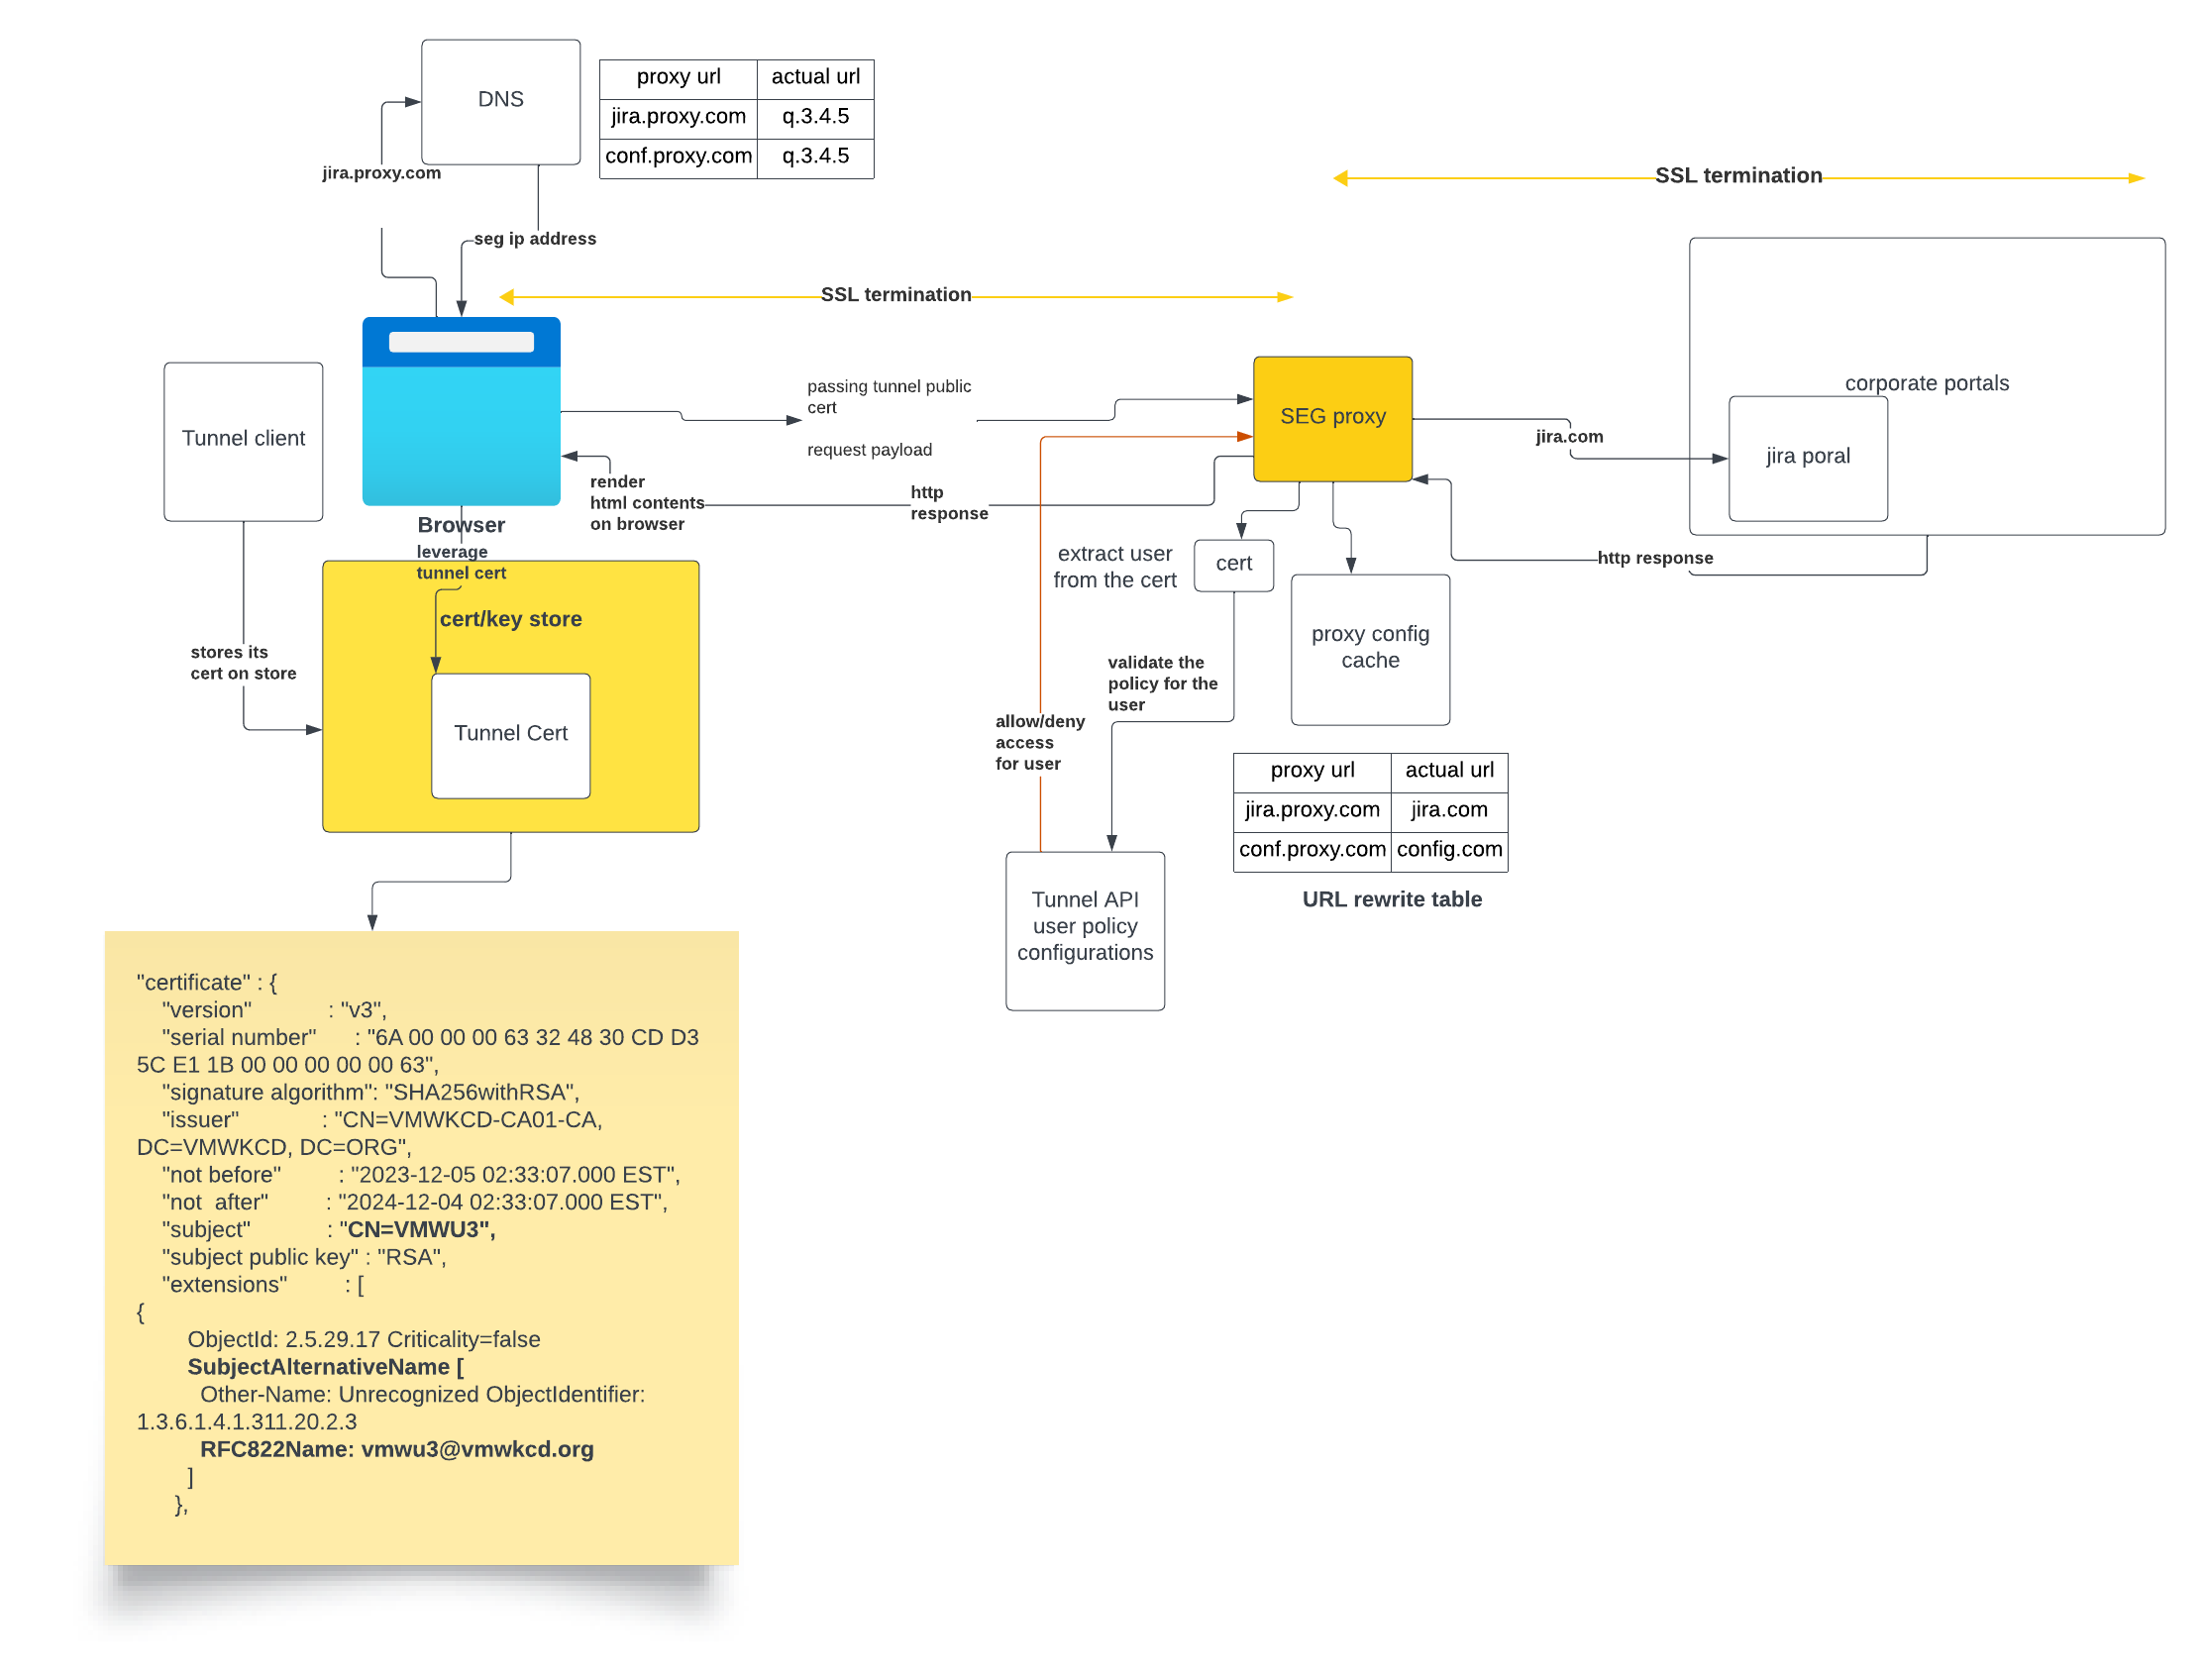 DNS
proxy url actual url
jira.proxy.com q.3.4.5
conf.proxy.com q.3.4.5
jira.proxy.com
seg ip address
SSL termination
SSL termination
corporate portals
jira poral
jira.com
http response
SEG proxy
passing tunnel public
cert
request payload
render
html contents
on browser
http
response
Tunnel client
Browser
leverage
tunnel cert
cert/key store
Tunnel Cert
stores its
cert on store
extract user
from the cert
cert
proxy config
cache
validate the
policy for the
user
allow/deny
access
for user
proxy url actual url
jira.proxy.com jira.com
conf.proxy.com config.com
URL rewrite table
Tunnel API
user policy
configurations
"certificate" : {
"version" : "v3",
"serial number" : "6A 00 00 00 63 32 48 30 CD D3
5C E1 1B 00 00 00 00 00 63",
"signature algorithm": "SHA256withRSA",
"issuer" : "CN=VMWKCD-CA01-CA,
DC=VMWKCD, DC=ORG",
"not before" : "2023-12-05 02:33:07.000 EST",
"not  after" : "2024-12-04 02:33:07.000 EST",
"subject" : "CN=VMWU3",
"subject public key" : "RSA",
"extensions" : [
{
ObjectId: 2.5.29.17 Criticality=false
SubjectAlternativeName [
Other-Name: Unrecognized ObjectIdentifier:
1.3.6.1.4.1.311.20.2.3
RFC822Name: vmwu3@vmwkcd.org
]
},